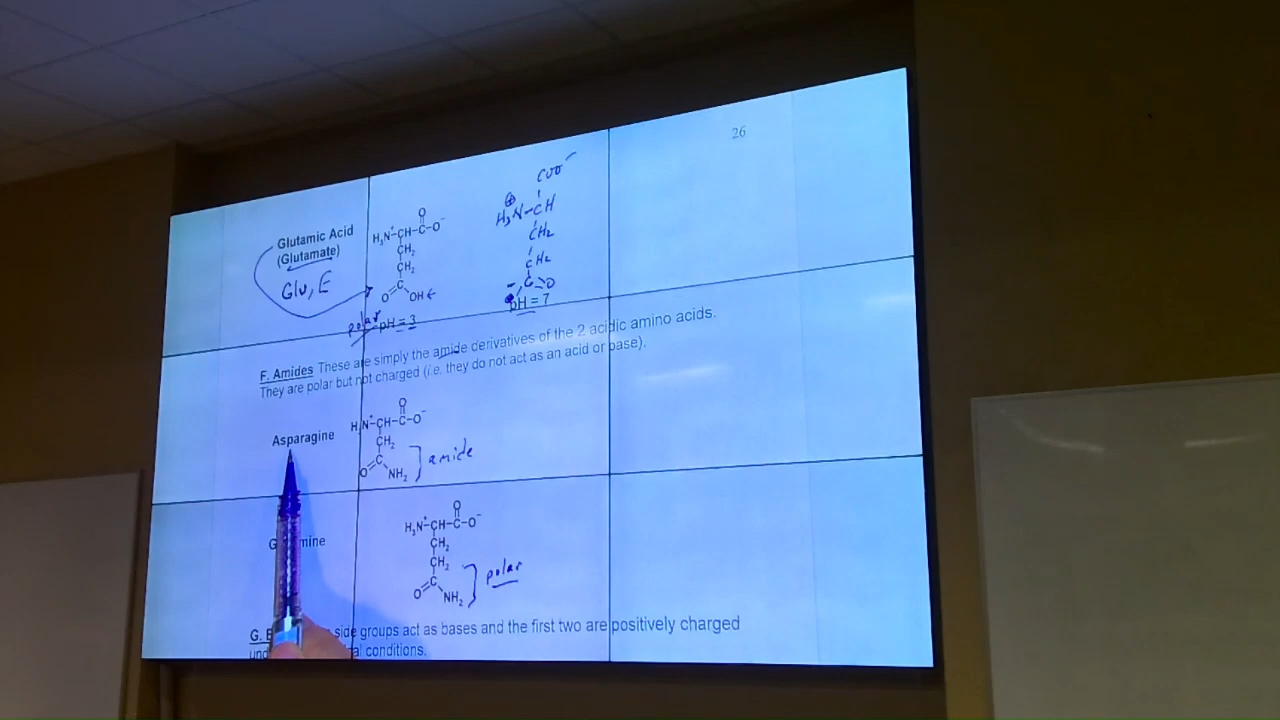 26
Glutamic Acid
(Glutamate)
Glu, E
H3N+-CH-C-O-
O
CH2
CH2
C
O OH
polar
pH = 3
COO-
⊕
H3N-CH
CH2
CH2
C O
pH = 7
F. Amides These are simply the amide derivatives of the 2 acidic amino acids.
They are polar but not charged (i.e. they do not act as an acid or base).
Asparagine
O
H3N+-CH-C-O-
CH2
C
O NH2
amide
O
H3N+-CH-C-O-
CH2
CH2
C
O NH2
polar
G. side groups act as bases and the first two are positively charged
conditions.